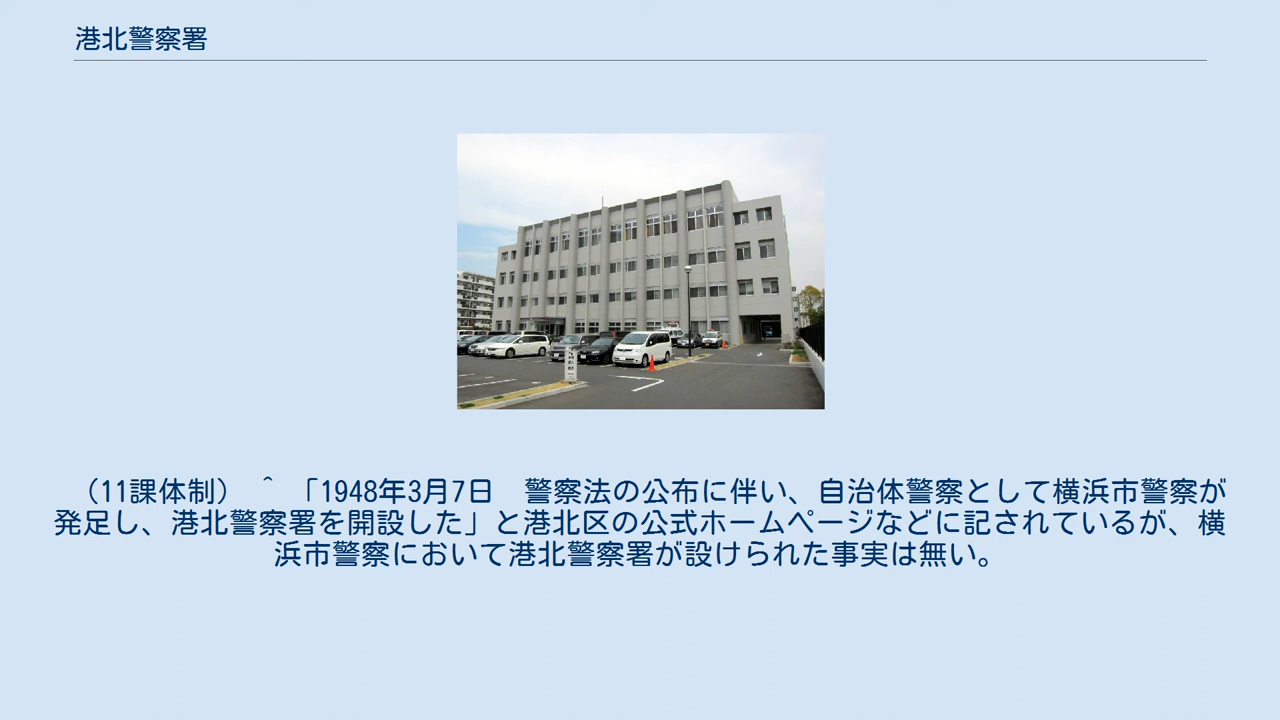 港北警察署
（11課体制） ^ 「1948年3月7日　警察法の公布に伴い、自治体警察として横浜市警察が
発足し、港北警察署を開設した」と港北区の公式ホームページなどに記されているが、横
浜市警察において港北警察署が設けられた事実は無い。